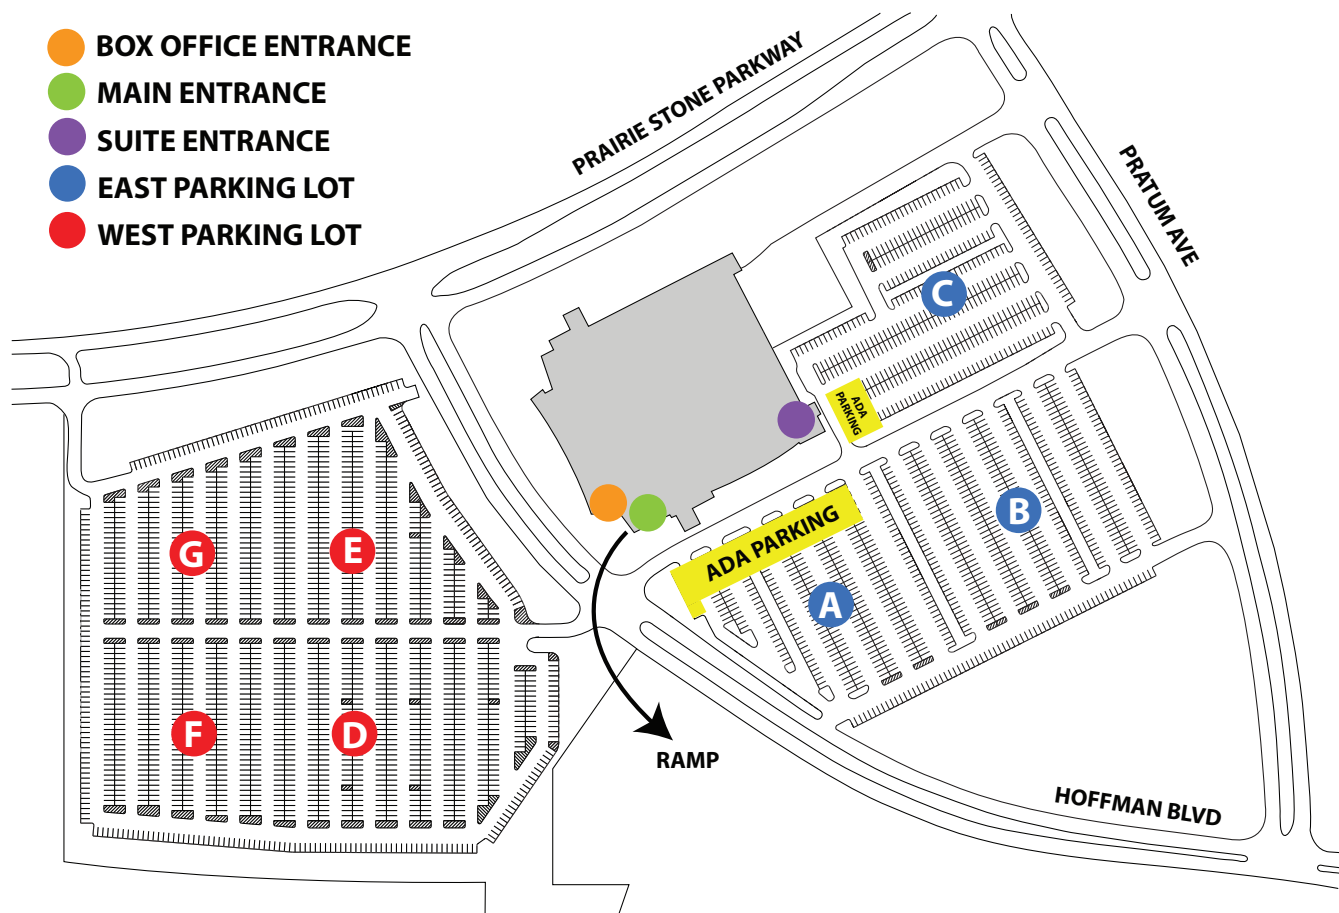 BOX OFFICE ENTRANCE
MAIN ENTRANCE
SUITE ENTRANCE
EAST PARKING LOT
WEST PARKING LOT
PRAIRIE STONE PARKWAY
PRATUM AVE
C
ADA
PARKING
B
ADA PARKING
A
G
E
F
D
RAMP
HOFFMAN BLVD